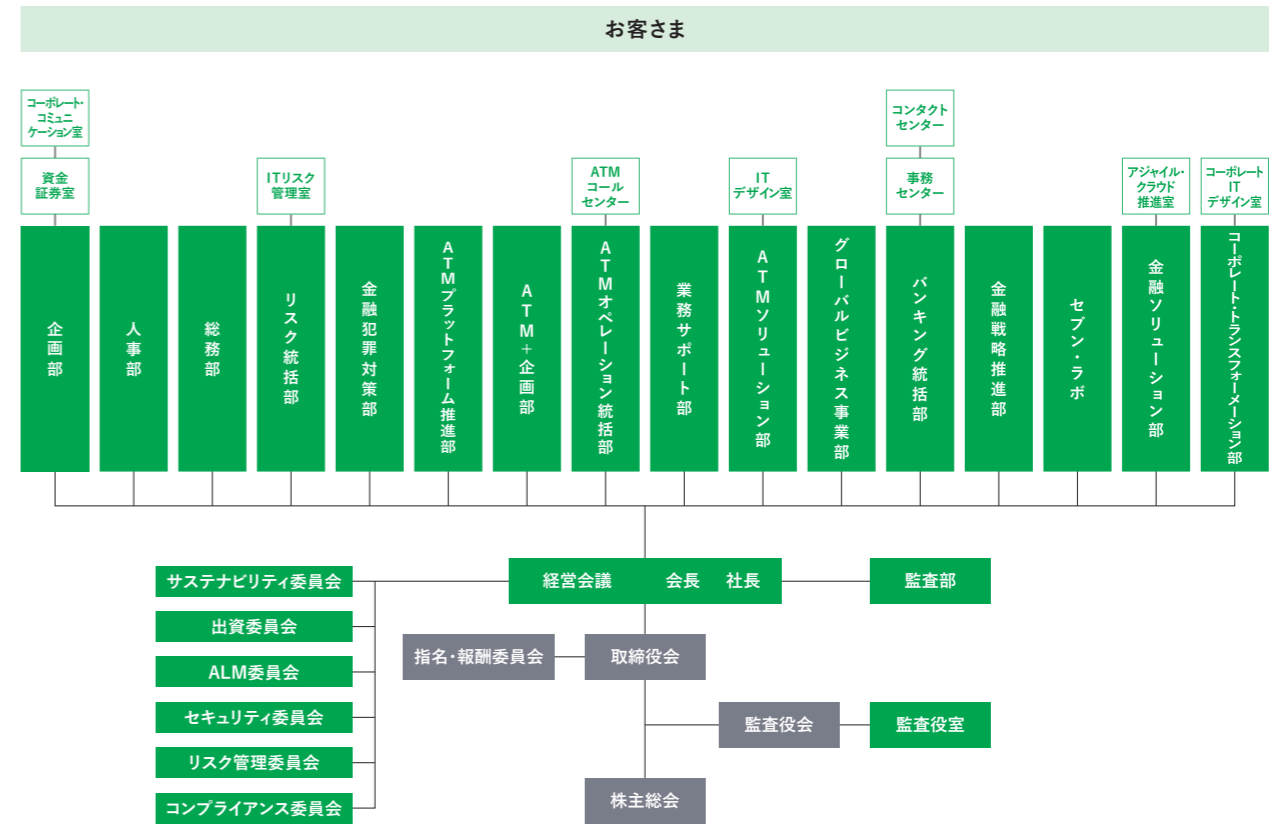 お客さま
コーポレート・
コミュニ
ケーション室
コンタクト
センター
資金
証券室
ITリスク
管理室
ATM
コール
センター
IT
デザイン室
事務
センター
アジャイル・
クラウド
推進室
コーポレート
IT
デザイン室
企画部
人事部
総務部
リスク統括部
金融犯罪対策部
ATMプラットフォーム推進部
ATM+企画部
ATMオペレーション統括部
業務サポート部
ATMソリューション部
グローバルビジネス事業部
バンキング統括部
金融戦略推進部
セブン・ラボ
金融ソリューション部
コーポレート・トランスフォーメーション部
サステナビリティ委員会
経営会議 会長 社長
監査部
出資委員会
指名・報酬委員会
取締役会
ALM委員会
セキュリティ委員会
監査役会
監査役室
リスク管理委員会
株主総会
コンプライアンス委員会